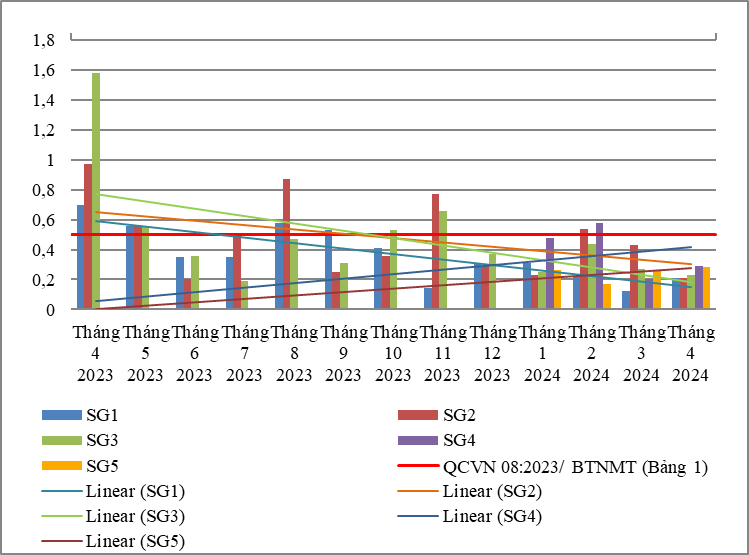 1,8
1,6
1,4
1,2
1
0,8
0,6
0,4
0,2
0
Tháng Tháng Tháng Tháng Tháng Tháng Tháng Tháng Tháng Tháng Tháng Tháng Tháng
4 5 6 7 8 9 10 11 12 1 2 3 4
2023 2023 2023 2023 2023 2023 2023 2023 2023 2024 2024 2024 2024
SG1 SG2
SG3 SG4
SG5 QCVN 08:2023/ BTNMT (Bảng 1)
Linear (SG1) Linear (SG2)
Linear (SG3) Linear (SG4)
Linear (SG5)